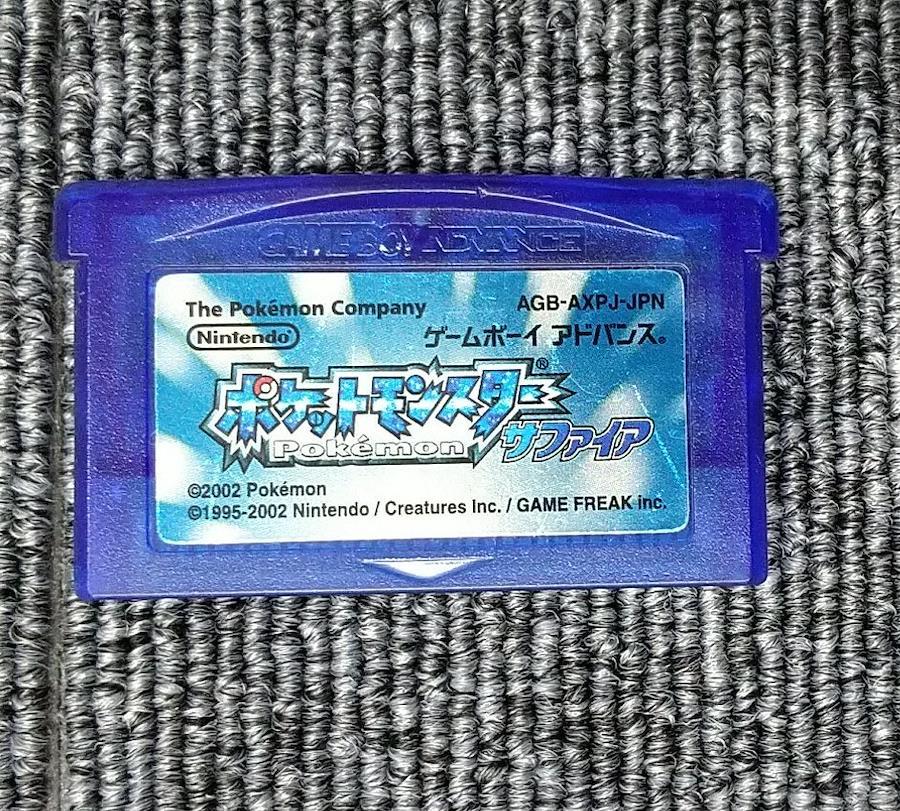 GAME BOY ADVANCE
The Pokémon Company AGB-AXPJ-JPN
Nintendo® ゲームボーイ アドバンス®
ポケットモンスター®
Pokémon サファイア
©2002 Pokémon
©1995-2002 Nintendo / Creatures Inc. / GAME FREAK inc.